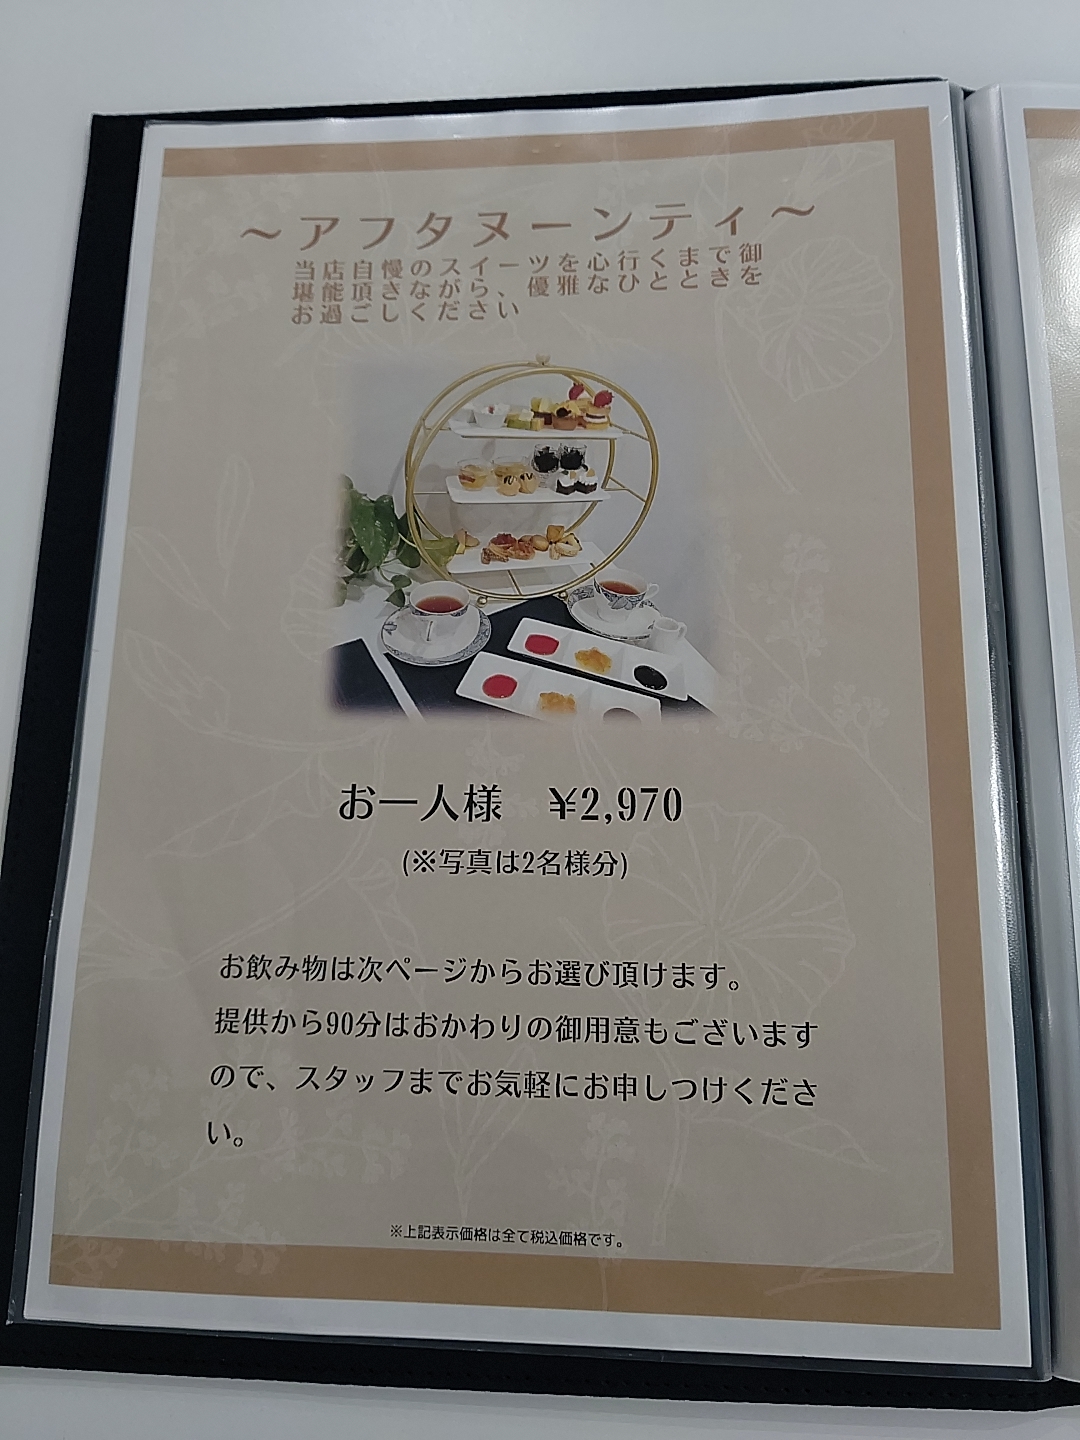 ～アフタヌーンティ～
当店自慢のスイーツを心行くまで御
堪能頂きながら、優雅なひとときを
お過ごしください
お一人様　¥2,970
(※写真は2名様分)
お飲み物は次ページからお選び頂けます。
提供から90分はおかわりの御用意もございます
ので、スタッフまでお気軽にお申しつけくださ
い。
※上記表示価格は全て税込価格です。